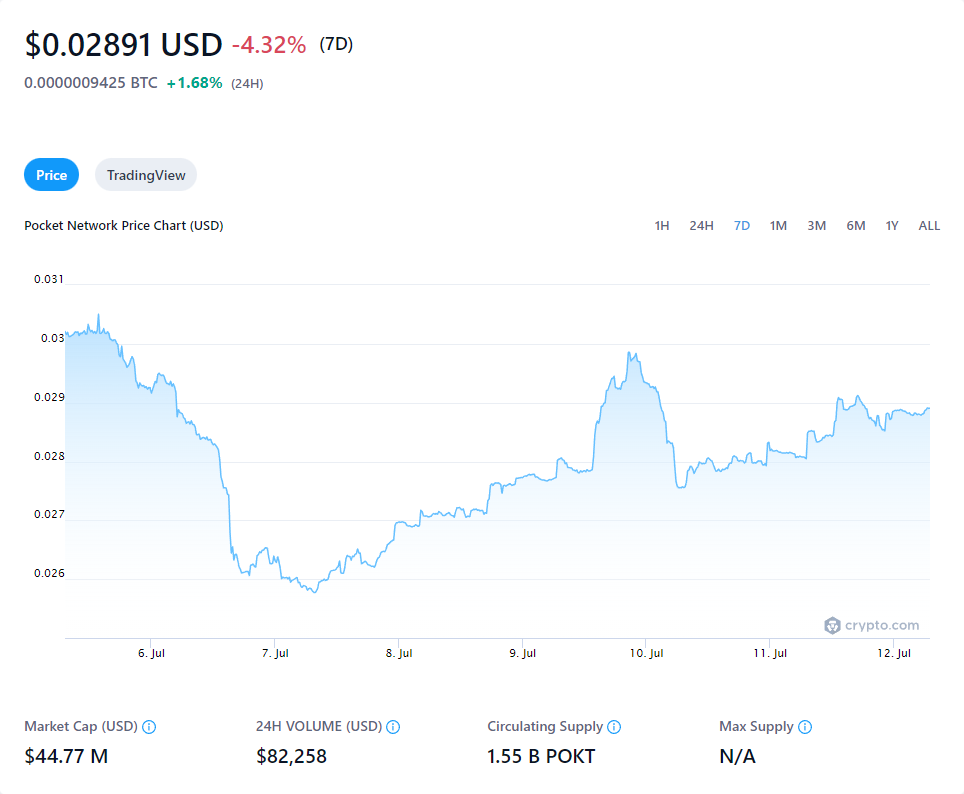 $0.02891 USD -4.32% (7D)
0.0000009425 BTC +1.68% (24H)
Price TradingView
Pocket Network Price Chart (USD) 1H 24H 7D 1M 3M 6M 1Y ALL
0.031
0.03
0.029
0.028
0.027
0.026
crypto.com
6. Jul 7. Jul 8. Jul 9. Jul 10. Jul 11. Jul 12. Jul
Market Cap (USD) 24H VOLUME (USD) Circulating Supply Max Supply
$44.77 M $82,258 1.55 B POKT N/A